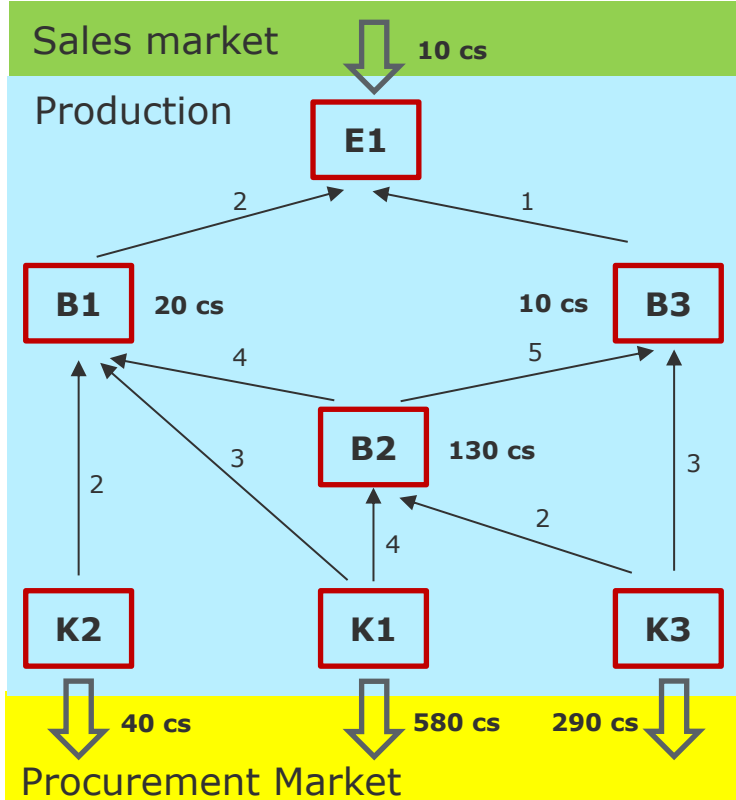 Sales market
10 cs
Production
E1
2
1
B1
20 cs
10 cs
B3
4
5
B2
130 cs
2
3
4
2
3
K2
K1
K3
40 cs
580 cs
290 cs
Procurement Market